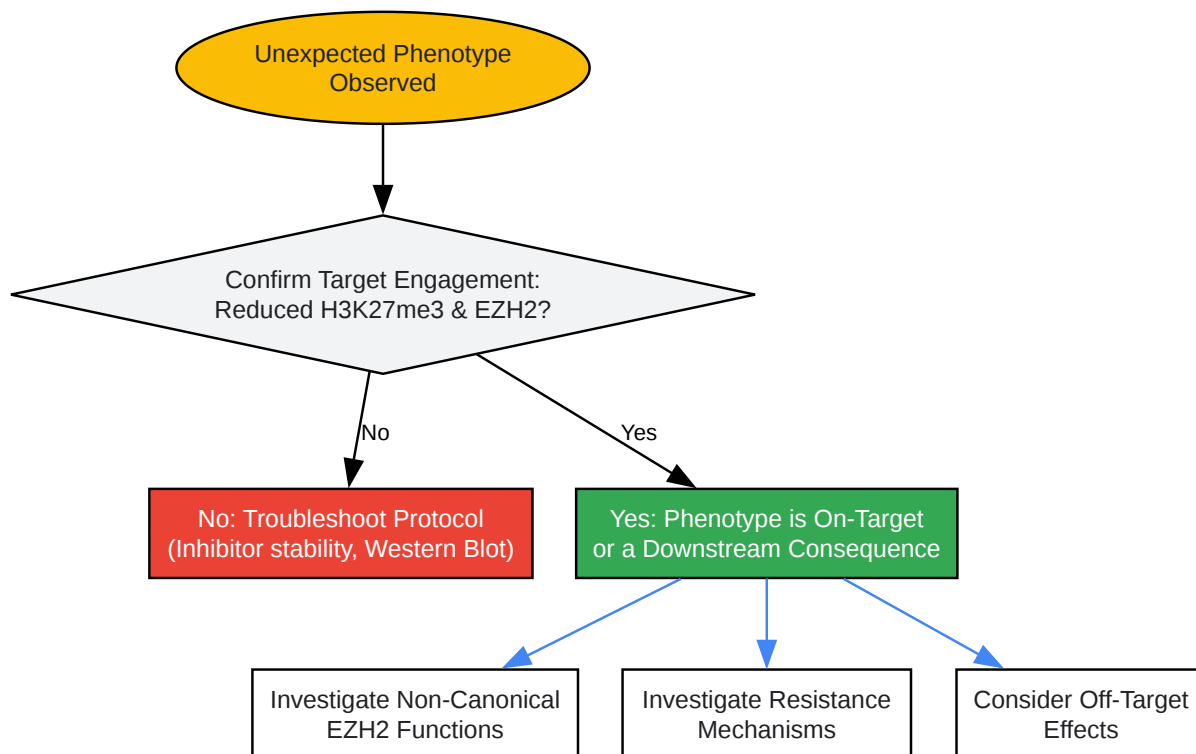 Unexpected Phenotype
Observed
Confirm Target Engagement:
Reduced H3K27me3 & EZH2?
No
Yes
No: Troubleshoot Protocol
(Inhibitor stability, Western Blot)
Yes: Phenotype is On-Target
or a Downstream Consequence
Investigate Non-Canonical
EZH2 Functions
Investigate Resistance
Mechanisms
Consider Off-Target
Effects